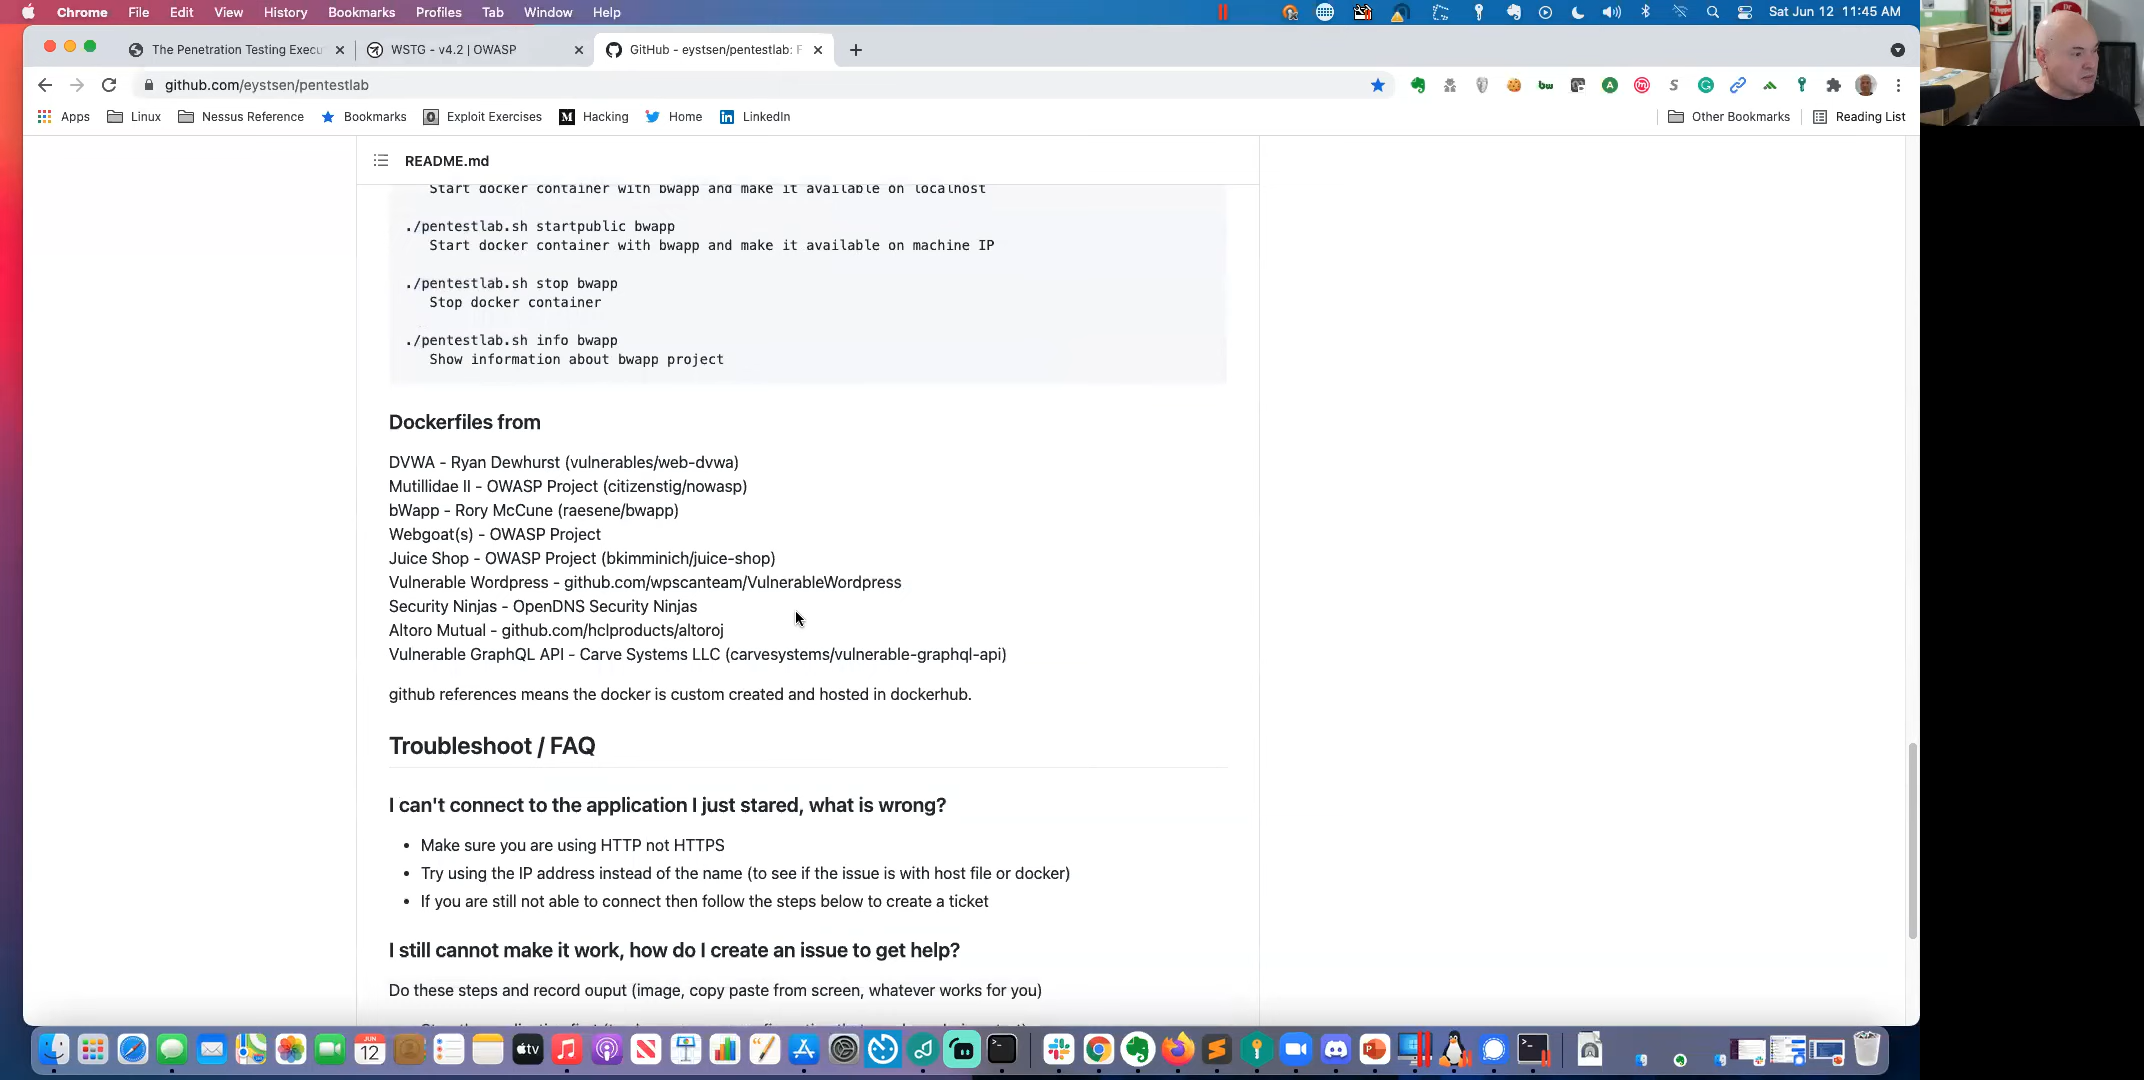 Chrome File Edit View History Bookmarks Profiles Tab Window Help Sat Jun 12 11:45 AM
The Penetration Testing Execu WSTG - v4.2 | OWASP GitHub - eystsen/pentestlab: F
github.com/eystsen/pentestlab
Apps Linux Nessus Reference Bookmarks Exploit Exercises Hacking Home LinkedIn Other Bookmarks Reading List
README.md
Start docker container with bwapp and make it available on localhost
./pentestlab.sh startpublic bwapp
Start docker container with bwapp and make it available on machine IP
./pentestlab.sh stop bwapp
Stop docker container
./pentestlab.sh info bwapp
Show information about bwapp project
Dockerfiles from
DVWA - Ryan Dewhurst (vulnerables/web-dvwa)
Mutillidae II - OWASP Project (citizenstig/nowasp)
bWapp - Rory McCune (raesene/bwapp)
Webgoat(s) - OWASP Project
Juice Shop - OWASP Project (bkimminich/juice-shop)
Vulnerable Wordpress - github.com/wpscanteam/VulnerableWordpress
Security Ninjas - OpenDNS Security Ninjas
Altoro Mutual - github.com/hclproducts/altoroj
Vulnerable GraphQL API - Carve Systems LLC (carvesystems/vulnerable-graphql-api)
github references means the docker is custom created and hosted in dockerhub.
Troubleshoot / FAQ
I can't connect to the application I just stared, what is wrong?
• Make sure you are using HTTP not HTTPS
• Try using the IP address instead of the name (to see if the issue is with host file or docker)
• If you are still not able to connect then follow the steps below to create a ticket
I still cannot make it work, how do I create an issue to get help?
Do these steps and record ouput (image, copy paste from screen, whatever works for you)
JUN
12
tv